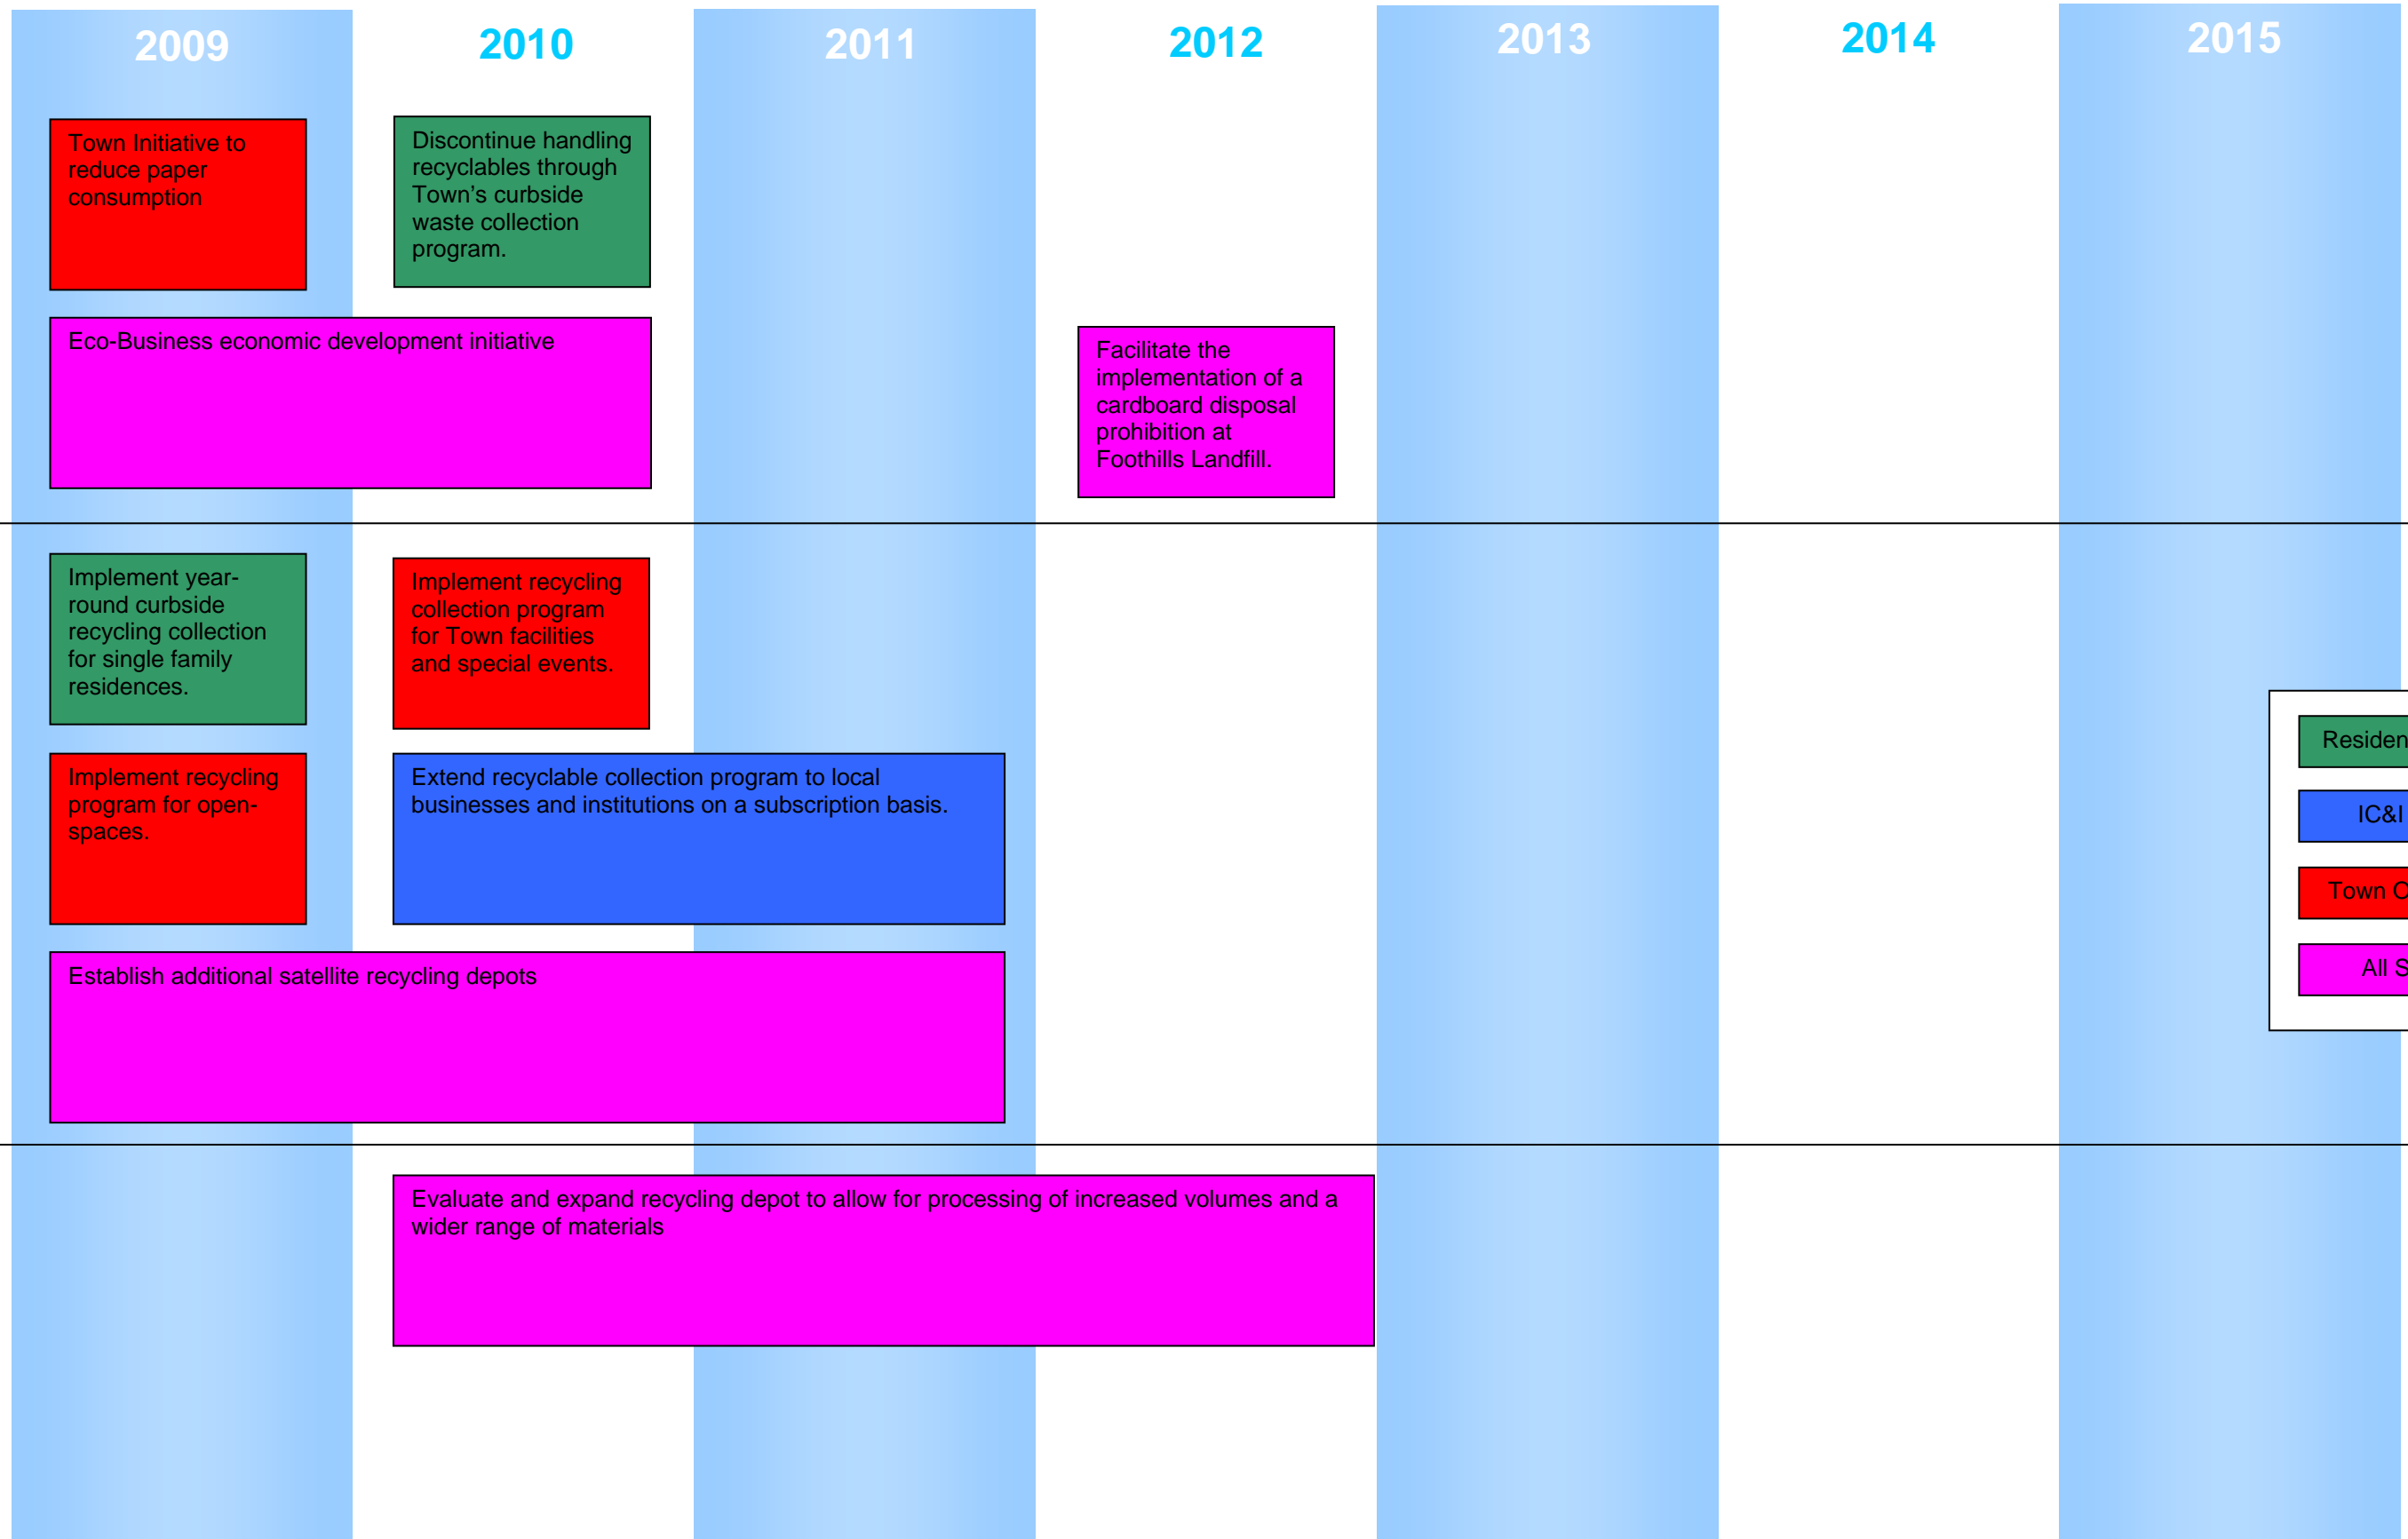 2009
2010
2011
2012
2013
2014
2015
Town Initiative to
reduce paper
consumption
Discontinue handling
recyclables through
Town’s curbside
waste collection
program.
Eco-Business economic development initiative
Facilitate the
implementation of a
cardboard disposal
prohibition at
Foothills Landfill.
Implement year-
round curbside
recycling collection
for single family
residences.
Implement recycling
collection program
for Town facilities
and special events.
Implement recycling
program for open-
spaces.
Extend recyclable collection program to local
businesses and institutions on a subscription basis.
Establish additional satellite recycling depots
Residen
IC&I
Town O
All S
Evaluate and expand recycling depot to allow for processing of increased volumes and a
wider range of materials